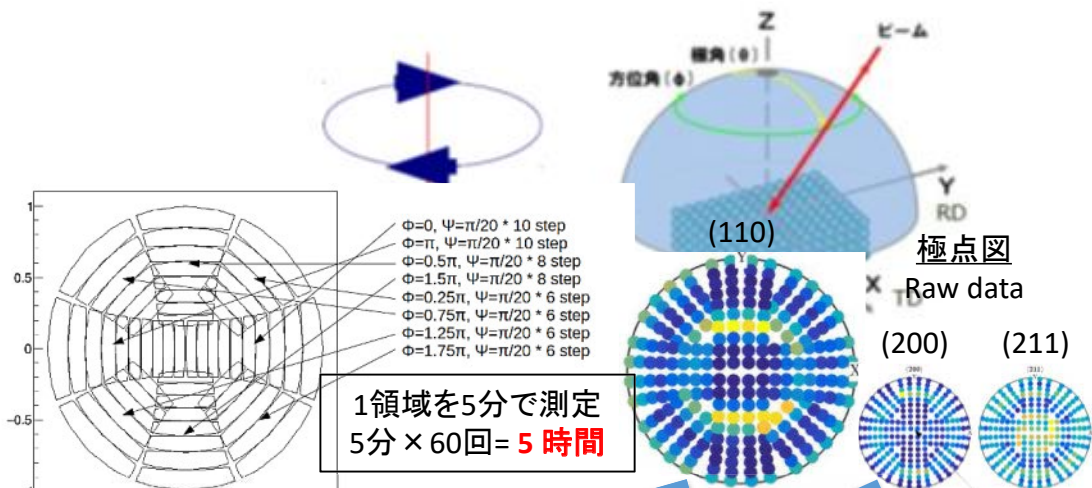 Z
ビーム
極角(θ)
方位角(ϕ)
Y
RD
X
TD
極点図
Raw data
1
0.5
0
−0.5
Φ=0, Ψ=π/20 * 10 step
Φ=π, Ψ=π/20 * 10 step
Φ=0.5π, Ψ=π/20 * 8 step
Φ=1.5π, Ψ=π/20 * 8 step
Φ=0.25π, Ψ=π/20 * 6 step
Φ=0.75π, Ψ=π/20 * 6 step
Φ=1.25π, Ψ=π/20 * 6 step
Φ=1.75π, Ψ=π/20 * 6 step
1領域を5分で測定
5分×60回= 5 時間
(110)
Y
X
(200)
(200)
(211)
(211)